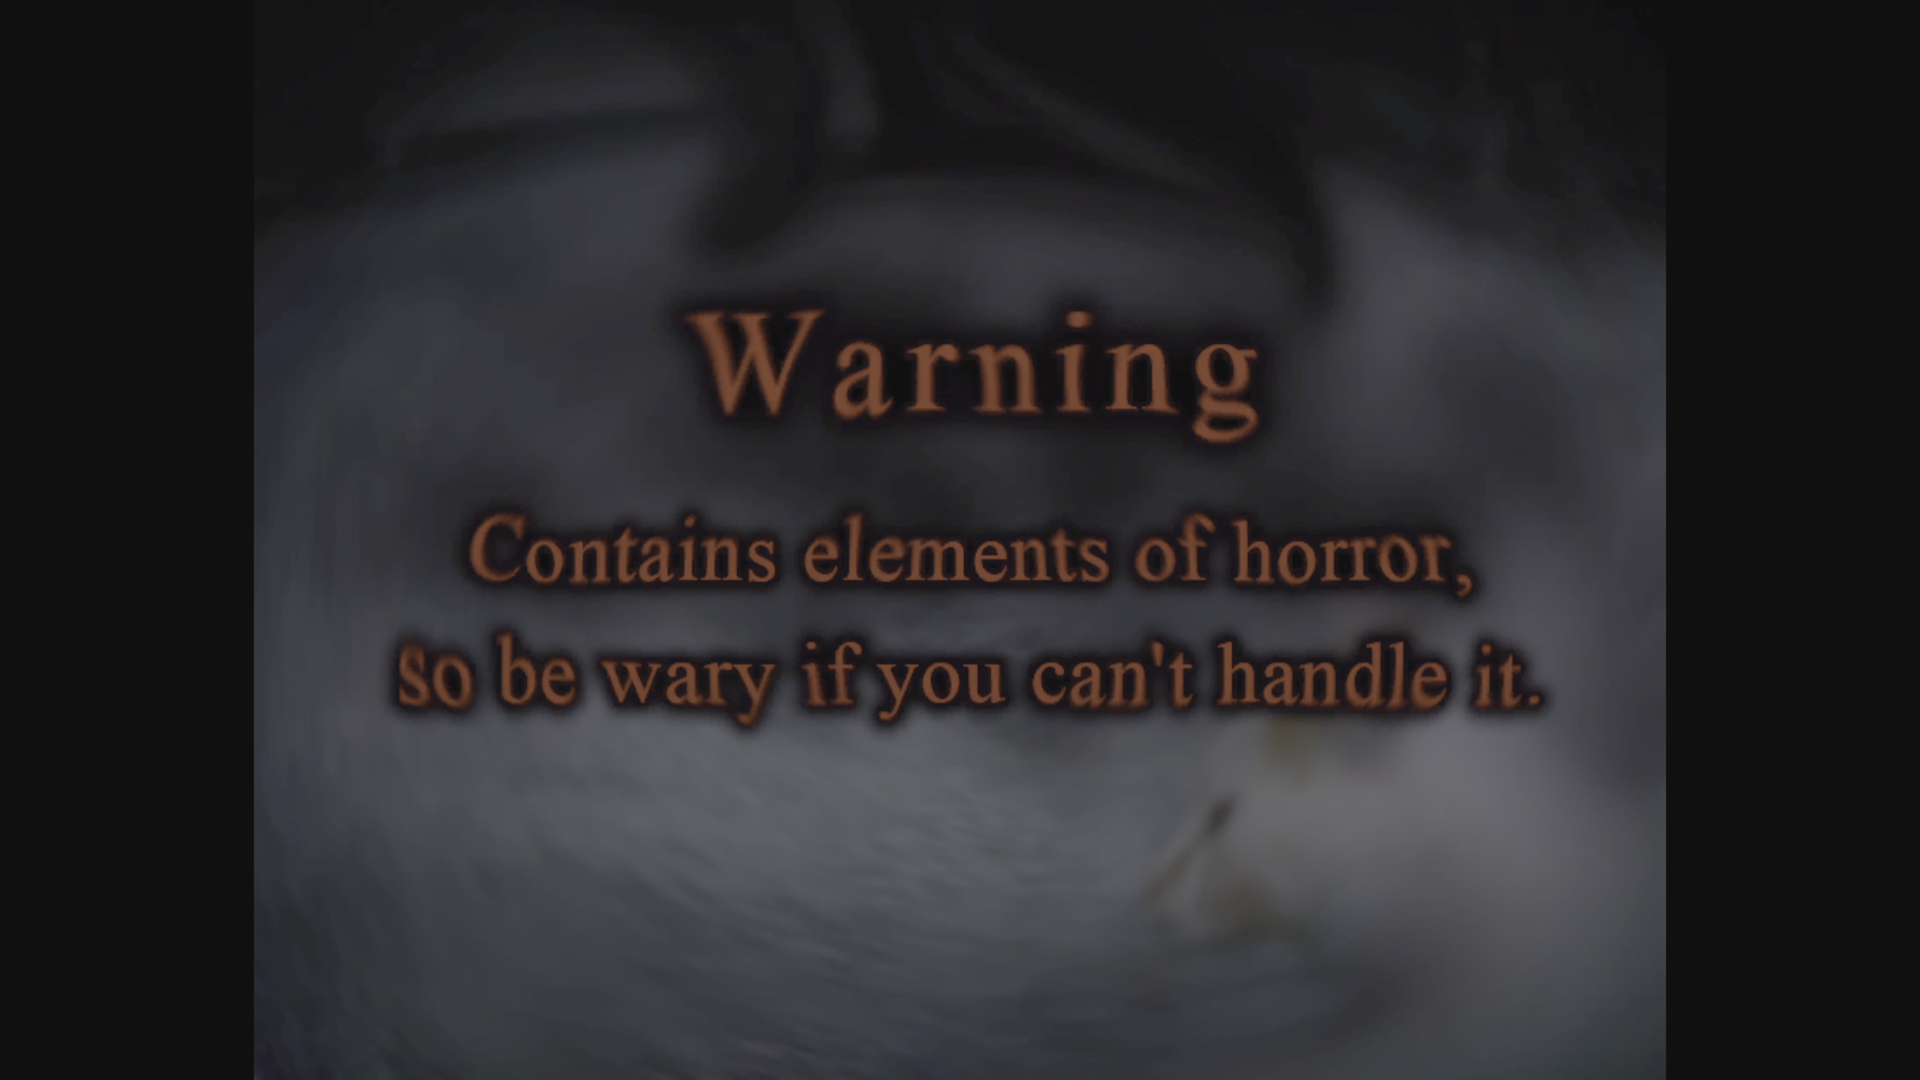 Warning
Contains elements of horror,
so be wary if you can't handle it.